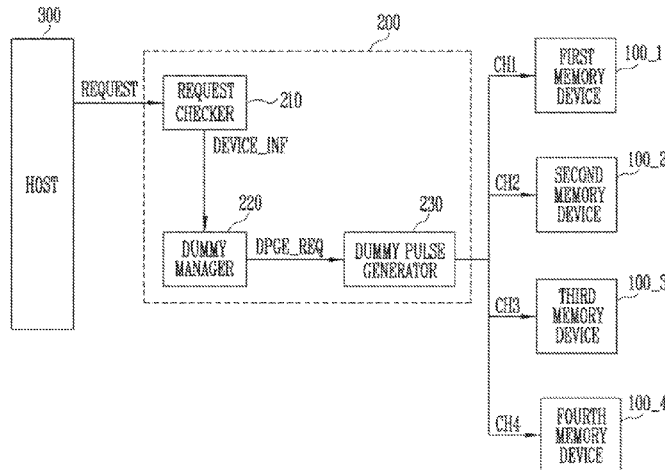 300
HOST
REQUEST
200
REQUEST
CHECKER
210
DEVICE_INF
220
DUMMY
MANAGER
DPGE_REQ
230
DUMMY PULSE
GENERATOR
CH1
FIRST
MEMORY
DEVICE
100_1
CH2
SECOND
MEMORY
DEVICE
100_2
CH3
THIRD
MEMORY
DEVICE
100_3
CH4
FOURTH
MEMORY
DEVICE
100_4